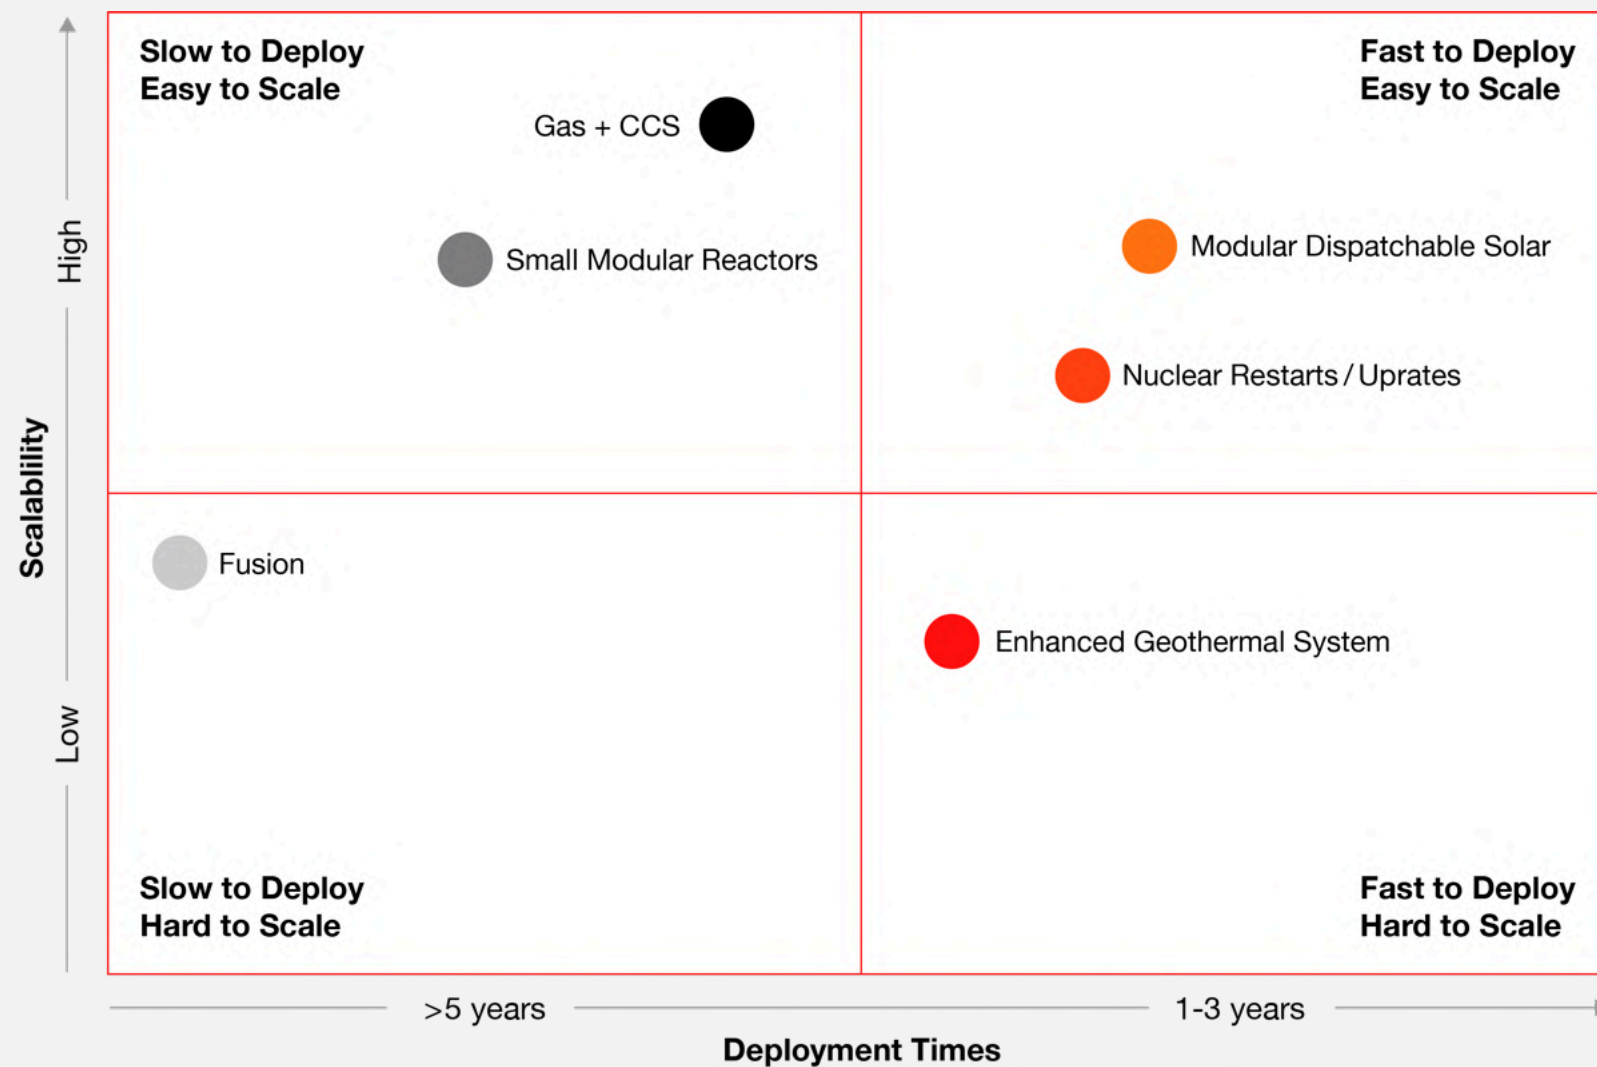 Slow to Deploy
Easy to Scale
Fast to Deploy
Easy to Scale
Gas + CCS
Small Modular Reactors
Modular Dispatchable Solar
Nuclear Restarts / Uprates
Fusion
Enhanced Geothermal System
Slow to Deploy
Hard to Scale
Fast to Deploy
Hard to Scale
High
Scalablility
Low
>5 years
1-3 years
Deployment Times